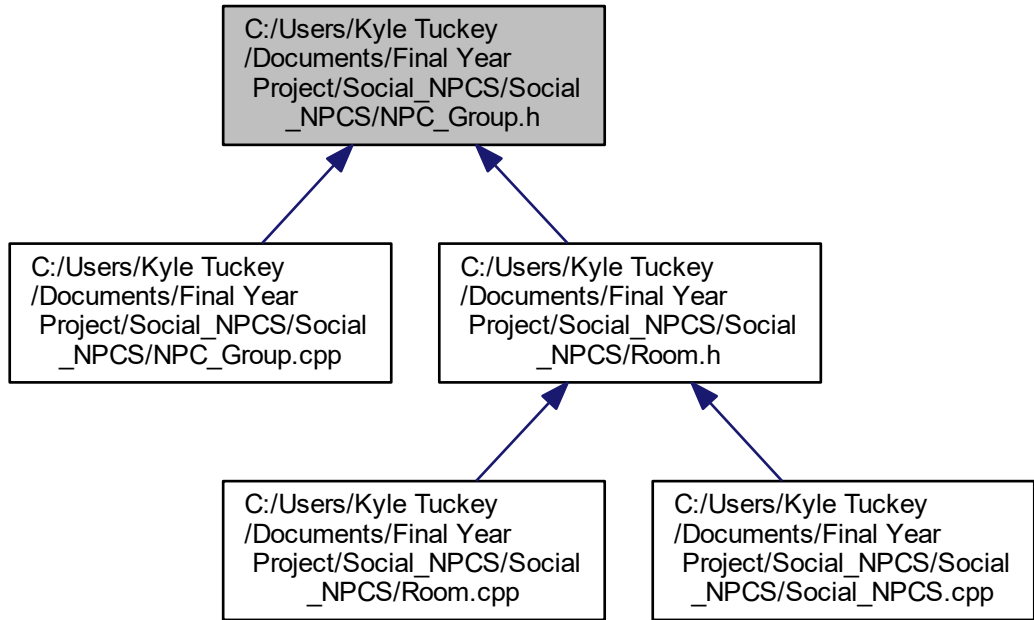 C:/Users/Kyle Tuckey
/Documents/Final Year
Project/Social_NPCS/Social
_NPCS/NPC_Group.h
C:/Users/Kyle Tuckey
/Documents/Final Year
Project/Social_NPCS/Social
_NPCS/NPC_Group.cpp
C:/Users/Kyle Tuckey
/Documents/Final Year
Project/Social_NPCS/Social
_NPCS/Room.h
C:/Users/Kyle Tuckey
/Documents/Final Year
Project/Social_NPCS/Social
_NPCS/Room.cpp
C:/Users/Kyle Tuckey
/Documents/Final Year
Project/Social_NPCS/Social
_NPCS/Social_NPCS.cpp